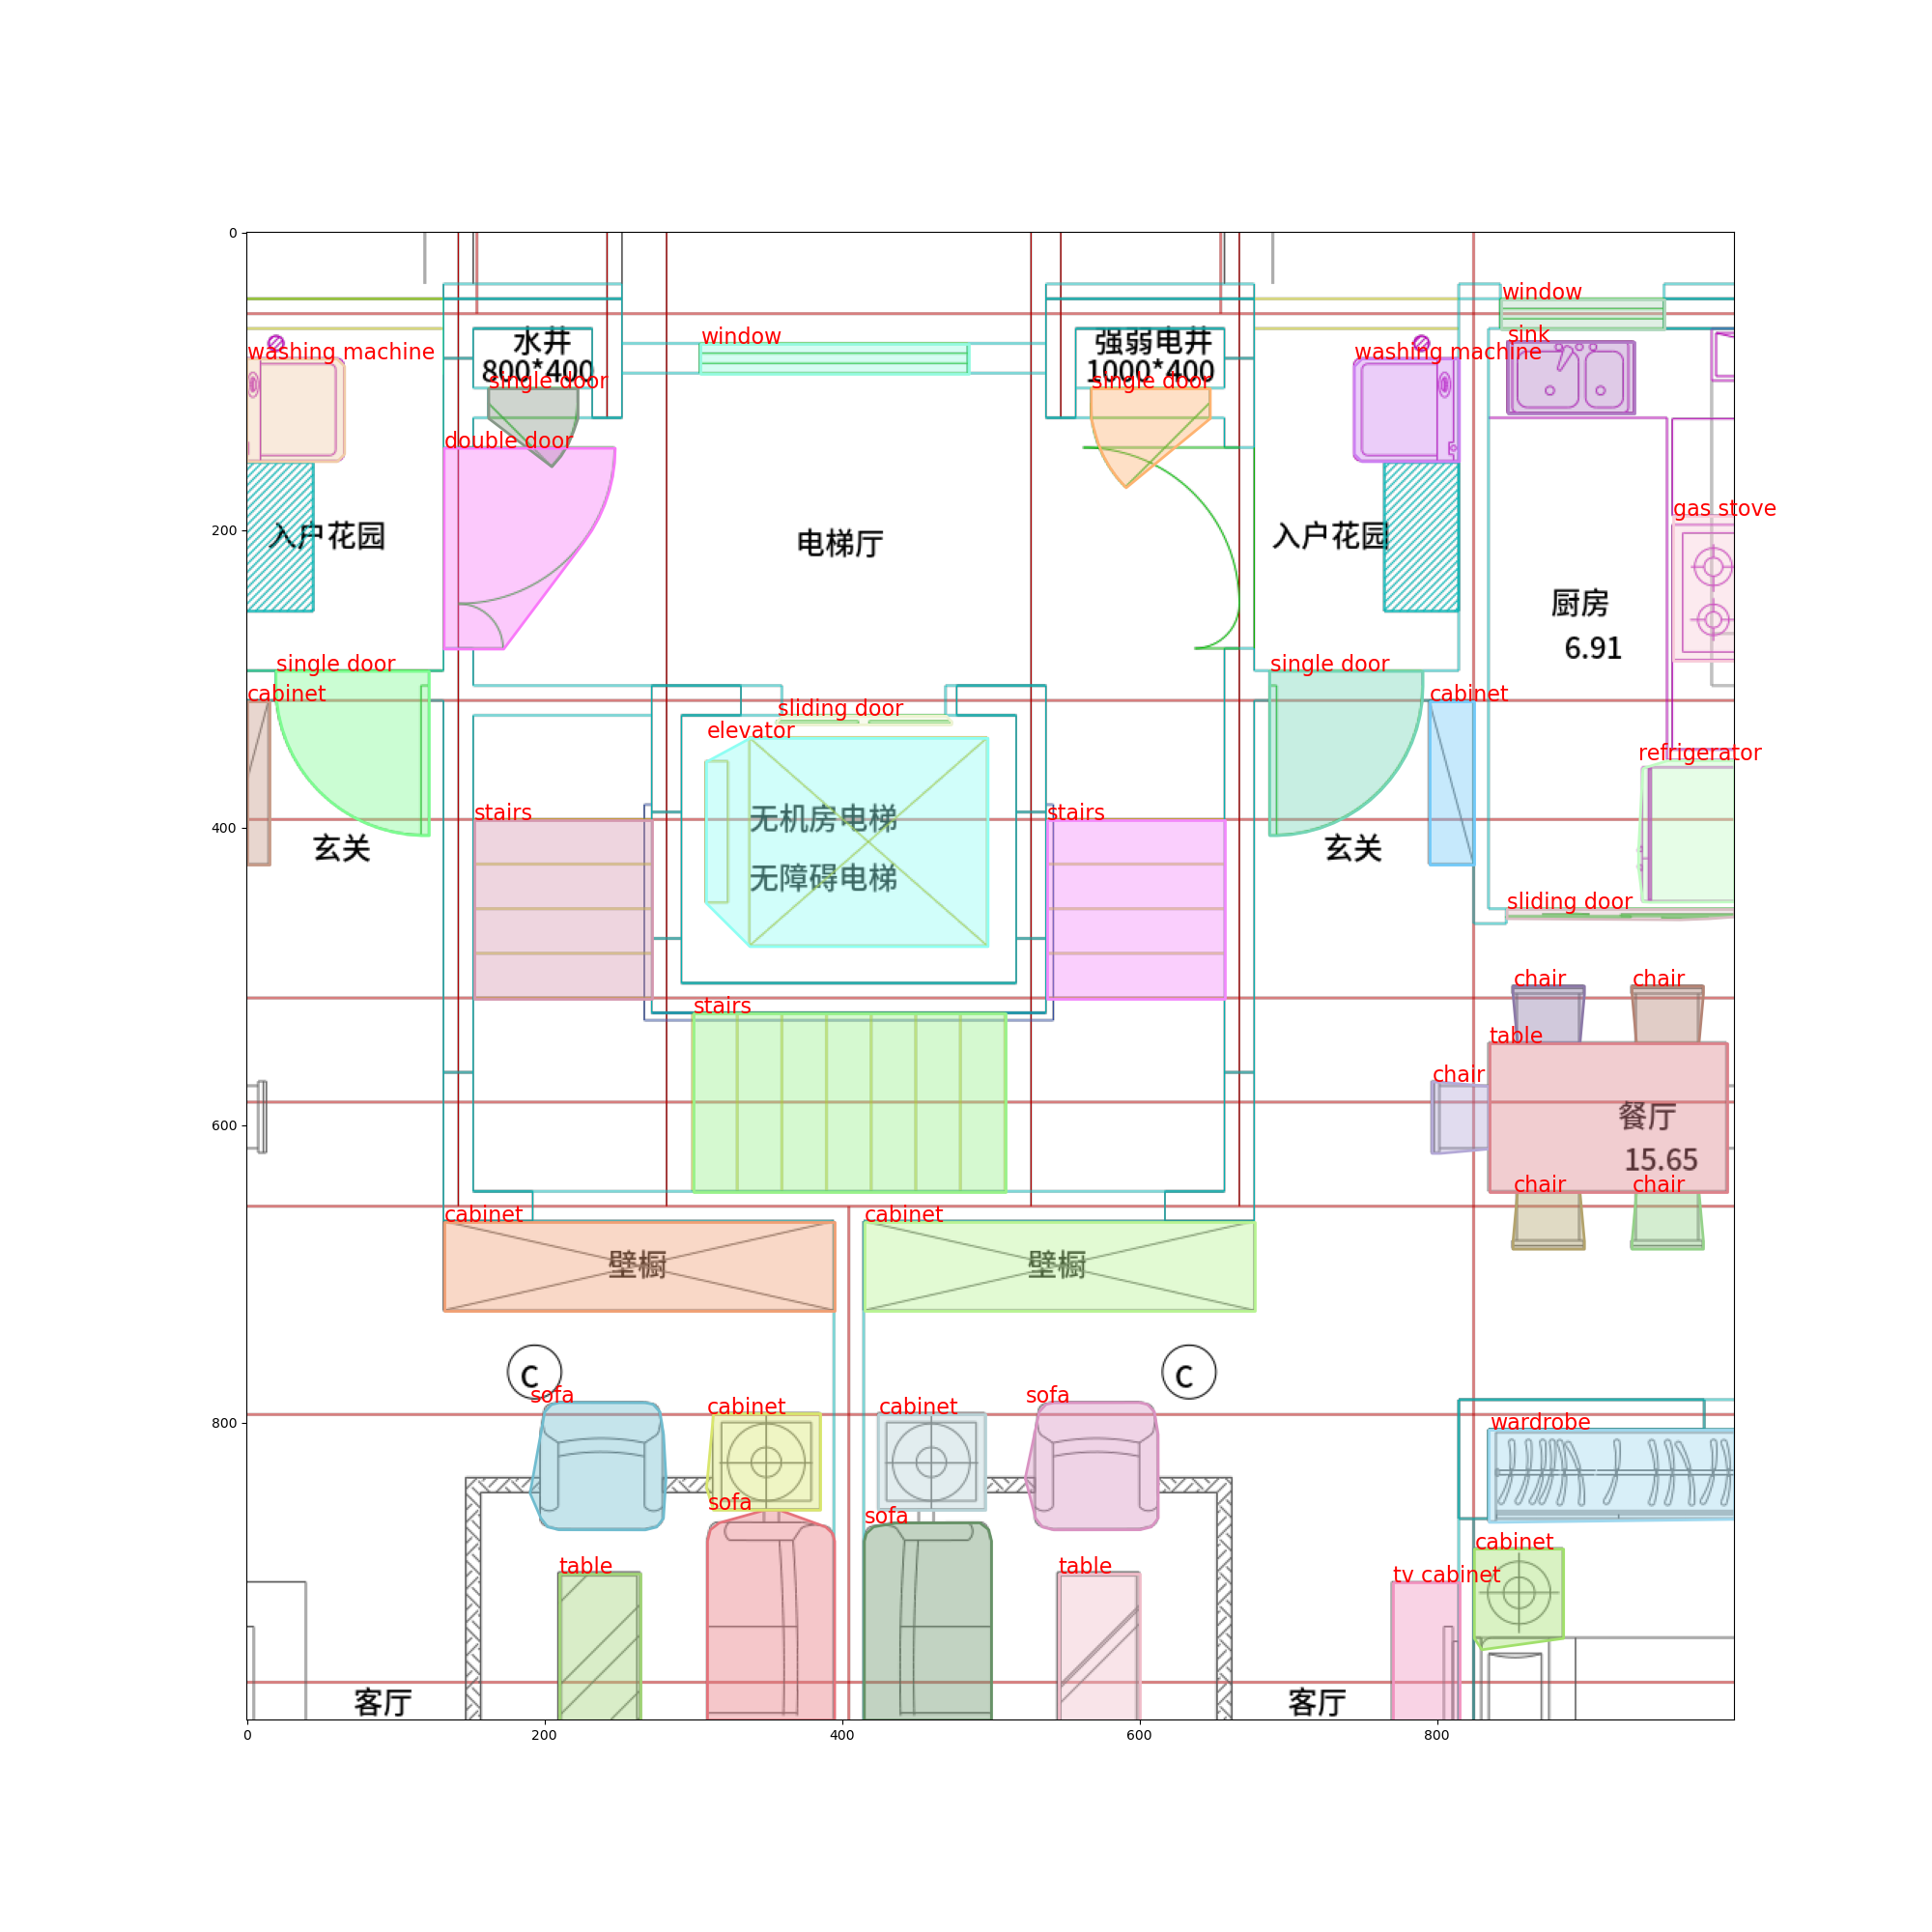 0
window
水井
800*400
window
强弱电井
1000*400
sink
washing machine
washing machine
single door
single door
double door
gas stove
200
入户花园
电梯厅
入户花园
厨房
6.91
single door
single door
cabinet
cabinet
sliding door
elevator
refrigerator
stairs
stairs
400
无机房电梯
玄关
玄关
无障碍电梯
sliding door
chair
chair
stairs
table
chair
600
餐厅
15.65
chair
chair
cabinet
cabinet
壁橱
壁橱
C
C
sofa
sofa
cabinet
cabinet
800
wardrobe
sofa
sofa
cabinet
table
table
tv cabinet
客厅
客厅
0
200
400
600
800